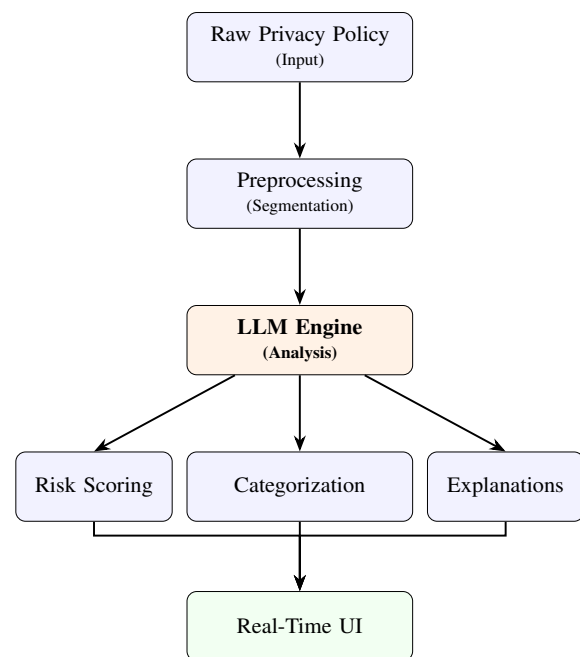 Raw Privacy Policy
(Input)
Preprocessing
(Segmentation)
LLM Engine
(Analysis)
Risk Scoring
Categorization
Explanations
Real-Time UI